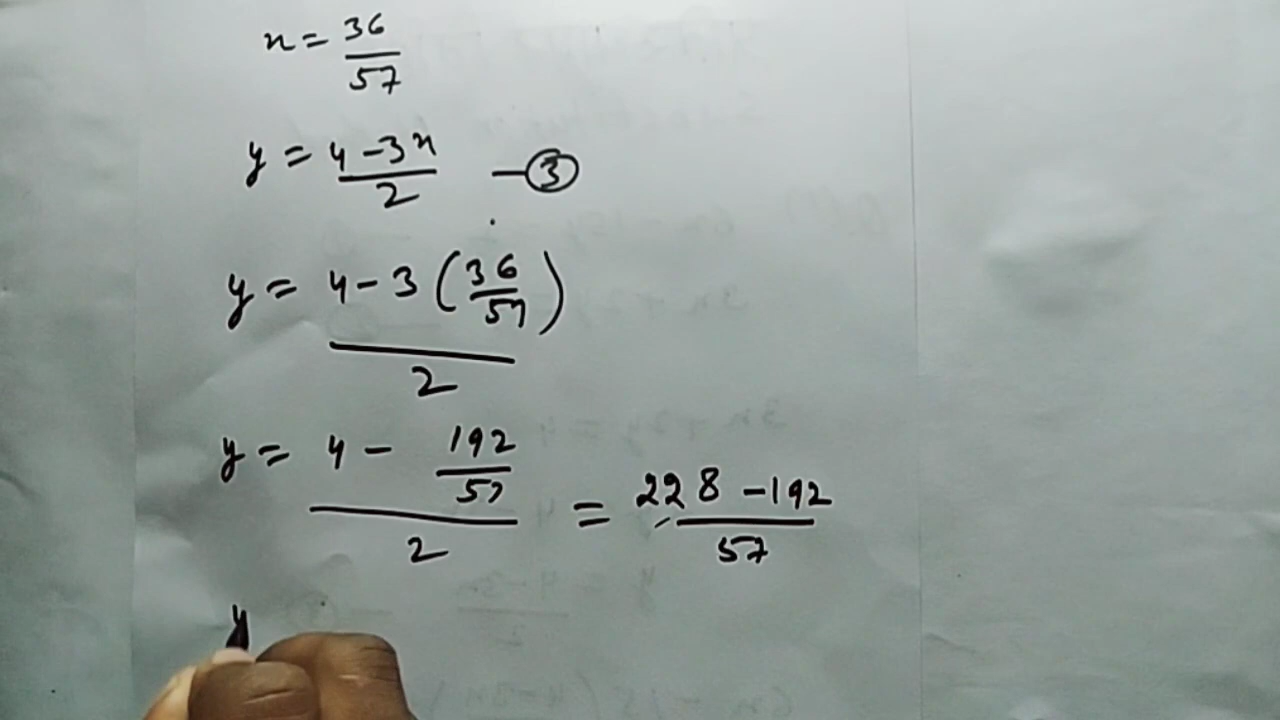 x = 36/57
y = (4 - 3x)/2 — ③
y = (4 - 3(36/57))/2
y = (4 - 192/57)/2 = (228 - 192)/57
y